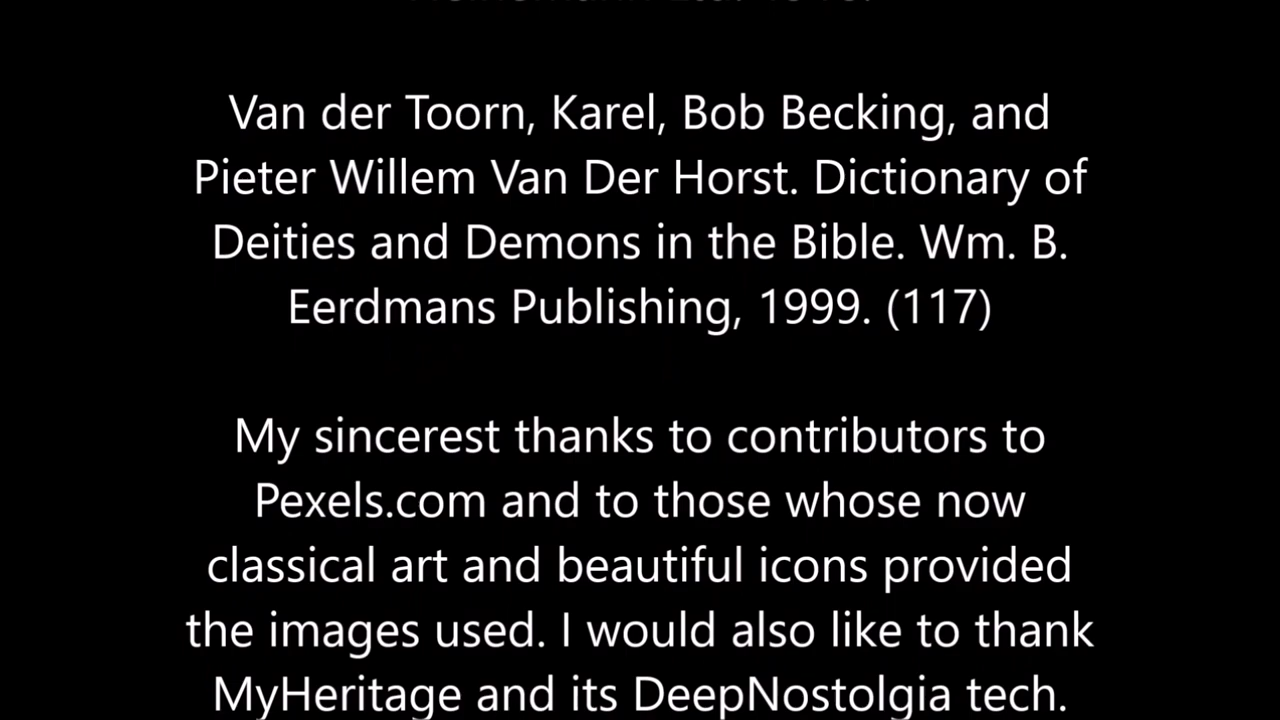 Van der Toorn, Karel, Bob Becking, and
Pieter Willem Van Der Horst. Dictionary of
Deities and Demons in the Bible. Wm. B.
Eerdmans Publishing, 1999. (117)
My sincerest thanks to contributors to
Pexels.com and to those whose now
classical art and beautiful icons provided
the images used. I would also like to thank
MyHeritage and its DeepNostolgia tech.